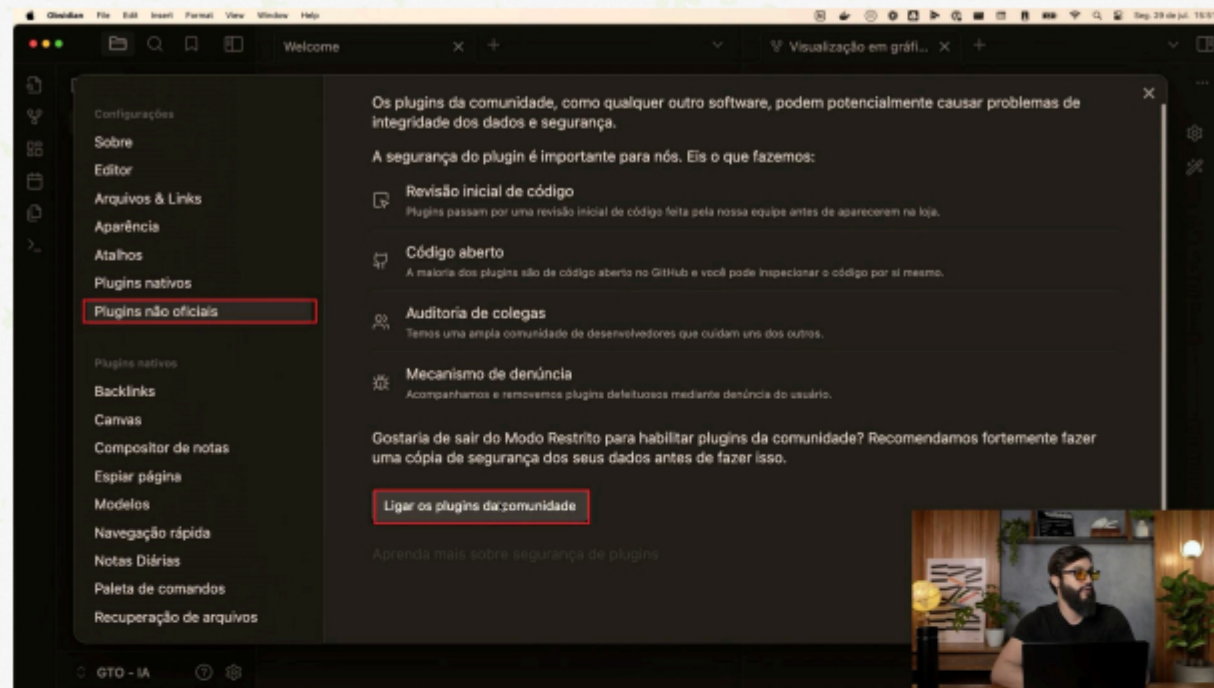 Obsidian File Edit Insert Format View Window Help
Seg. 29 de jul. 15:51
Welcome
Visualização em gráfi...
Configurações
Sobre
Editor
Arquivos & Links
Aparência
Atalhos
Plugins nativos
Plugins não oficiais
Plugins nativos
Backlinks
Canvas
Compositor de notas
Espiar página
Modelos
Navegação rápida
Notas Diárias
Paleta de comandos
Recuperação de arquivos
GTO - IA
Os plugins da comunidade, como qualquer outro software, podem potencialmente causar problemas de
integridade dos dados e segurança.
A segurança do plugin é importante para nós. Eis o que fazemos:
Revisão inicial de código
Plugins passam por uma revisão inicial de código feita pela nossa equipe antes de aparecerem na loja.
Código aberto
A maioria dos plugins são de código aberto no GitHub e você pode inspecionar o código por si mesmo.
Auditoria de colegas
Temos uma ampla comunidade de desenvolvedores que cuidam uns dos outros.
Mecanismo de denúncia
Acompanhamos e removemos plugins defeituosos mediante denúncia do usuário.
Gostaria de sair do Modo Restrito para habilitar plugins da comunidade? Recomendamos fortemente fazer
uma cópia de segurança dos seus dados antes de fazer isso.
Ligar os plugins da comunidade
Aprenda mais sobre segurança de plugins